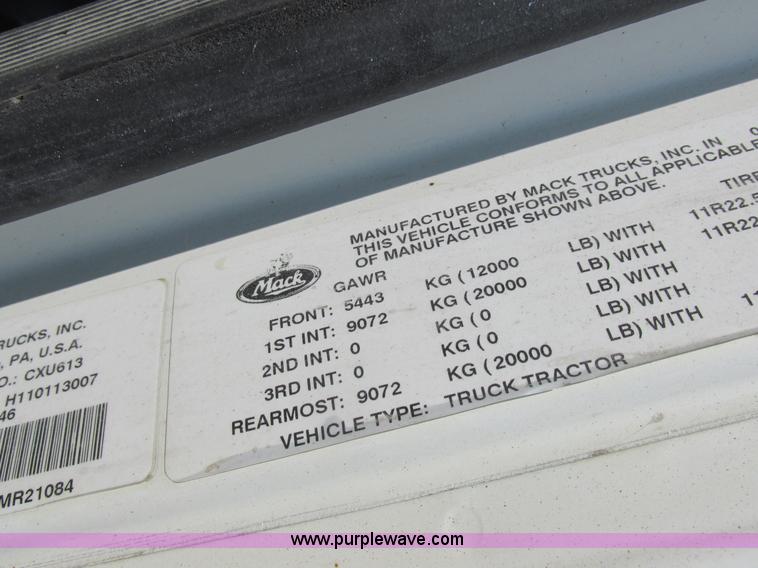 TRUCKS, INC.
PA, U.S.A.
O.: CXU613
H110113007
46
MR21084
Mack
MANUFACTURED BY MACK TRUCKS, INC. IN 0
THIS VEHICLE CONFORMS TO ALL APPLICABLE
OF MANUFACTURE SHOWN ABOVE.
GAWR TIRE
FRONT: 5443 KG ( 12000 LB) WITH 11R22.5
1ST INT: 9072 KG ( 20000 LB) WITH 11R22
2ND INT: 0 KG ( 0 LB) WITH
3RD INT: 0 KG ( 0 LB) WITH
REARMOST: 9072 KG ( 20000 LB) WITH 11
VEHICLE TYPE: TRUCK TRACTOR
www.purplewave.com